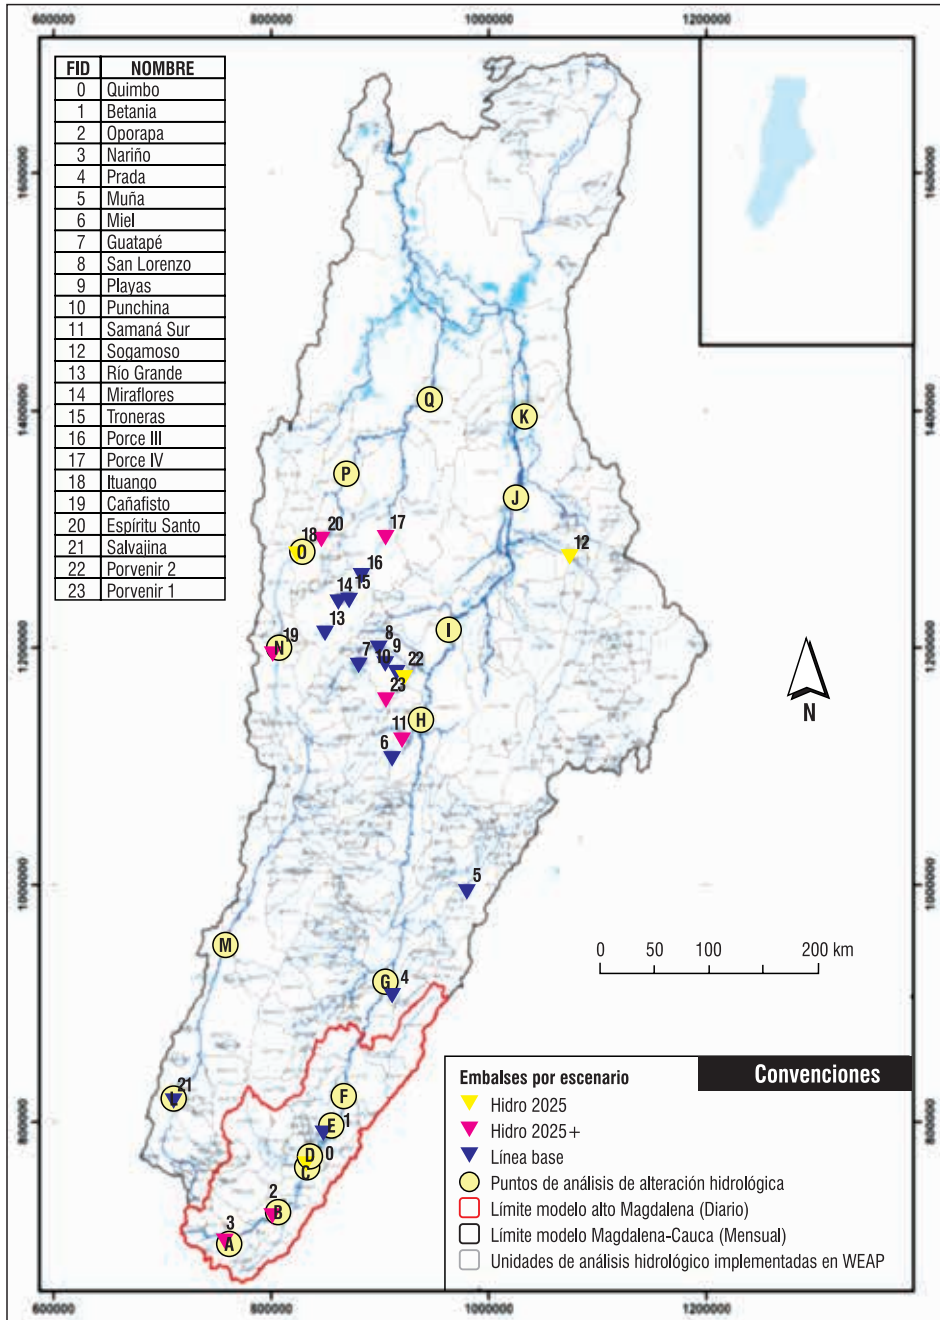 600000 800000 1000000 1200000
FID NOMBRE
0 Quimbo
1 Betania
2 Oporapa
3 Nariño
4 Prada
5 Muña
6 Miel
7 Guatapé
8 San Lorenzo
9 Playas
10 Punchina
11 Samaná Sur
12 Sogamoso
13 Río Grande
14 Miraflores
15 Troneras
16 Porce III
17 Porce IV
18 Ituango
19 Cañafisto
20 Espíritu Santo
21 Salvajina
22 Porvenir 2
23 Porvenir 1
1600000 1600000
1400000 1400000
Q
K
P
J
20
17
18
O
12
16
14
15
13
I
19
N
8
7
9
10
22
23
H
11
6
N
1200000 1200000
5
1000000 1000000
M
0 50 100 200 km
G
4
21
L
F
E
1
D
0
C
2
B
3
A
800000 800000
Convenciones
Embalses por escenario
Hidro 2025
Hidro 2025+
Línea base
Puntos de análisis de alteración hidrológica
Límite modelo alto Magdalena (Diario)
Límite modelo Magdalena-Cauca (Mensual)
Unidades de análisis hidrológico implementadas en WEAP
600000 800000 1000000 1200000